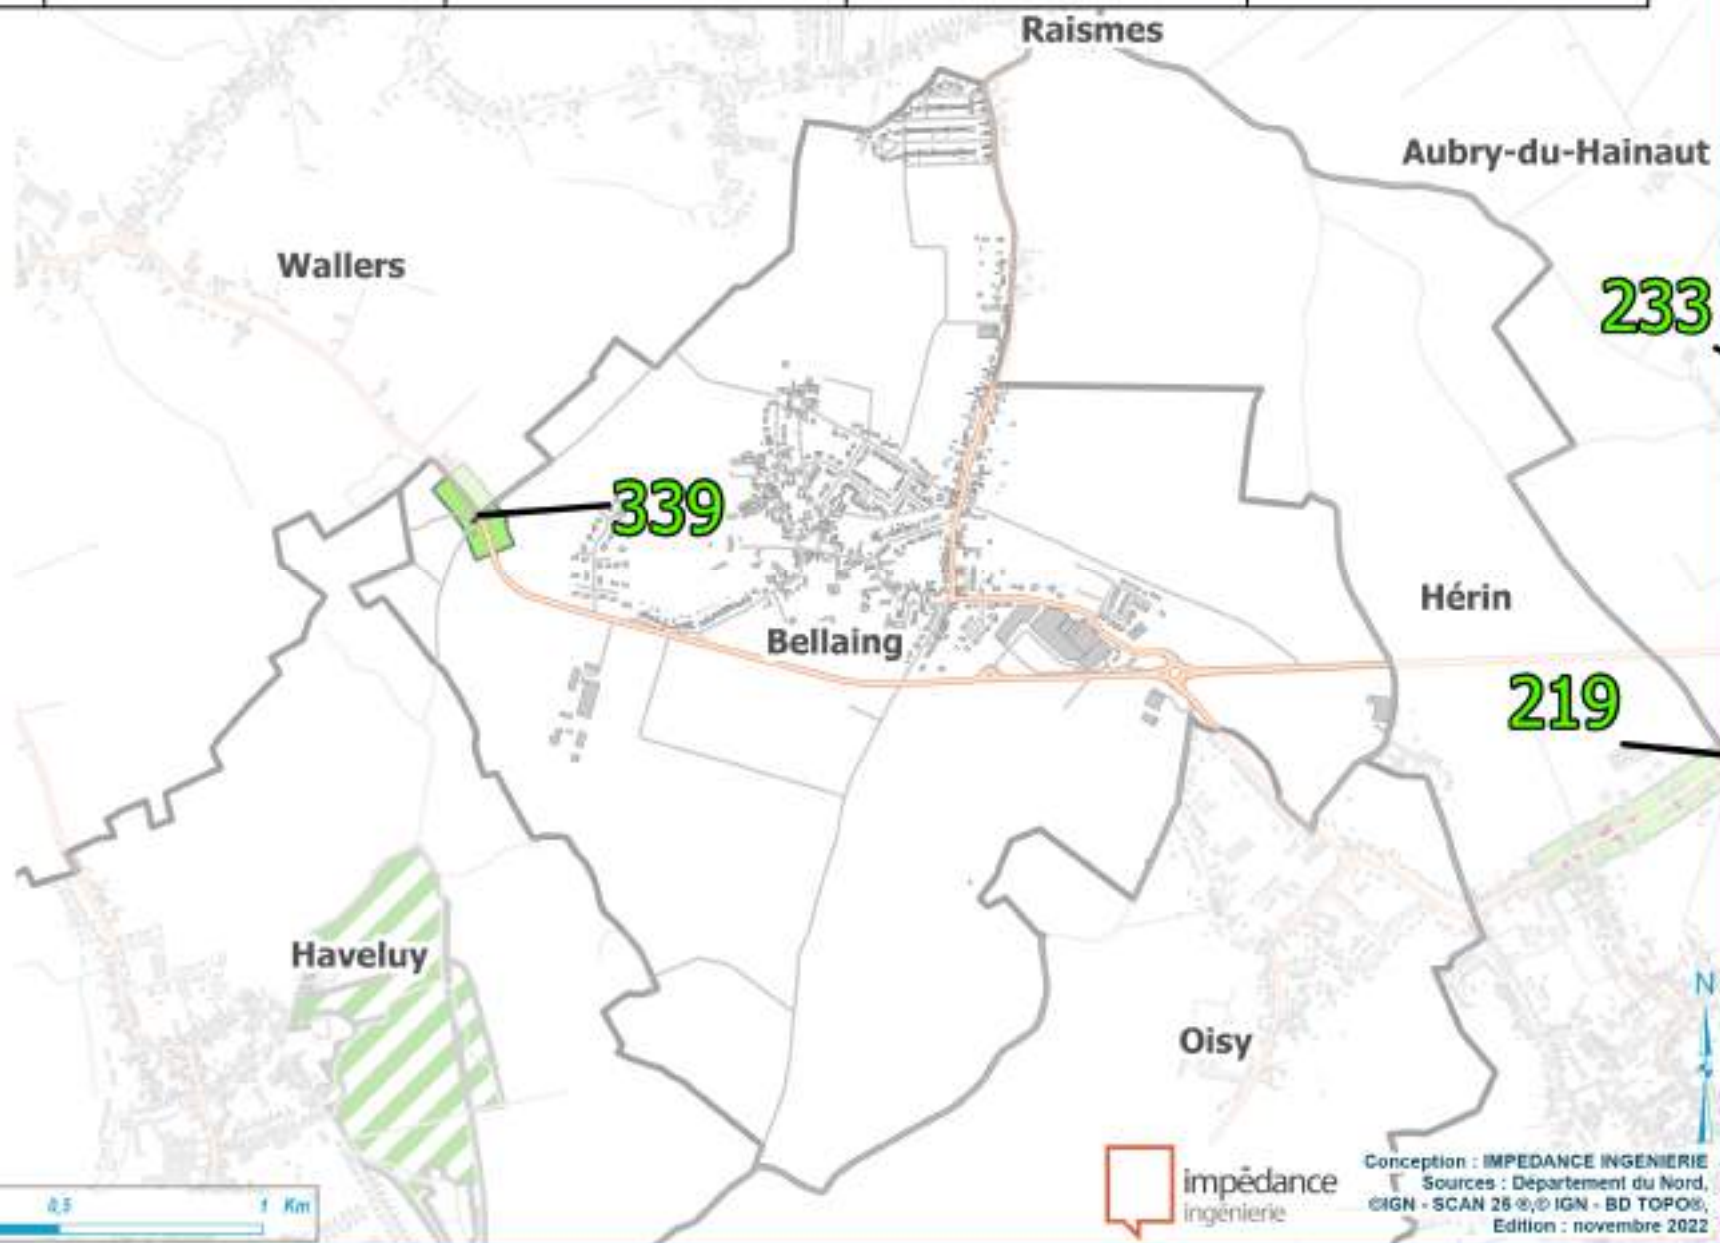 Raismes
Aubry-du-Hainaut
Wallers
233
339
Hérin
Bellaing
219
Haveluy
N
Oisy
impédance
ingénierie
Conception : IMPEDANCE INGENIERIE
Sources : Département du Nord,
©IGN - SCAN 25 ®,© IGN - BD TOPO®,
Edition : novembre 2022
0,5 1 Km